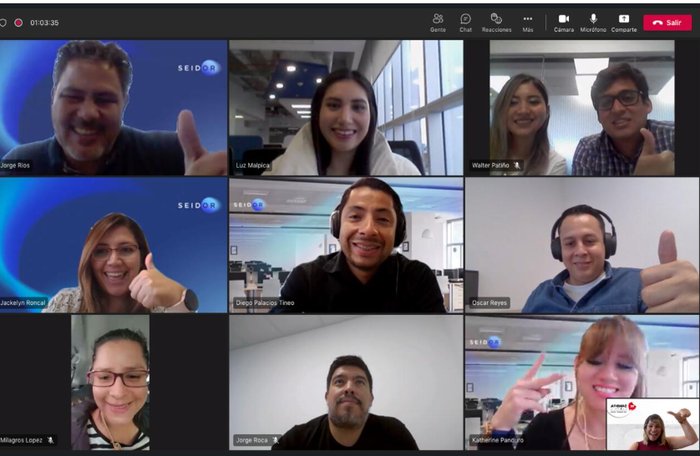 01:03:35
Gente
Chat
Reacciones
Más
Cámara
Micrófono
Comparte
Salir
SEIDOR
Jorge Ríos
Luz Malpica
Walter Patiño
SEIDOR
Jackelyn Roncal
SEIDOR
Diego Palacios Tineo
Oscar Reyes
Milagros Lopez
Jorge Roca
SEIDOR
Katherine Panduro